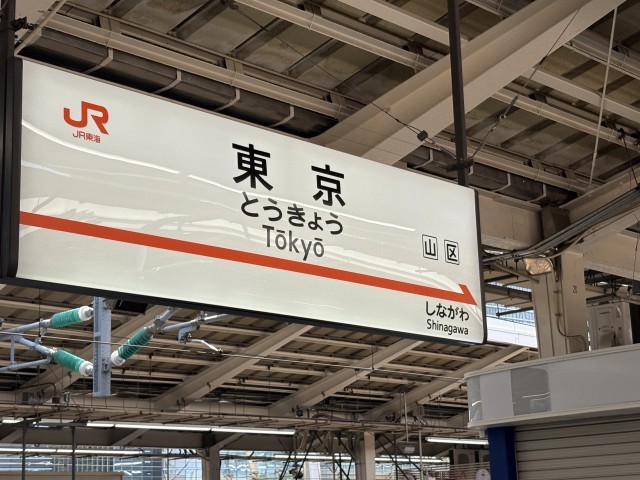 JR
JR東海
東京
とうきょう
Tōkyō
山 区
しながわ
Shinagawa